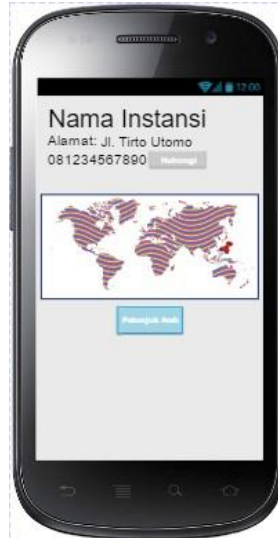 12:00
Nama Instansi
Alamat: Jl. Tirto Utomo
081234567890 Hubungi
Petunjuk Arah